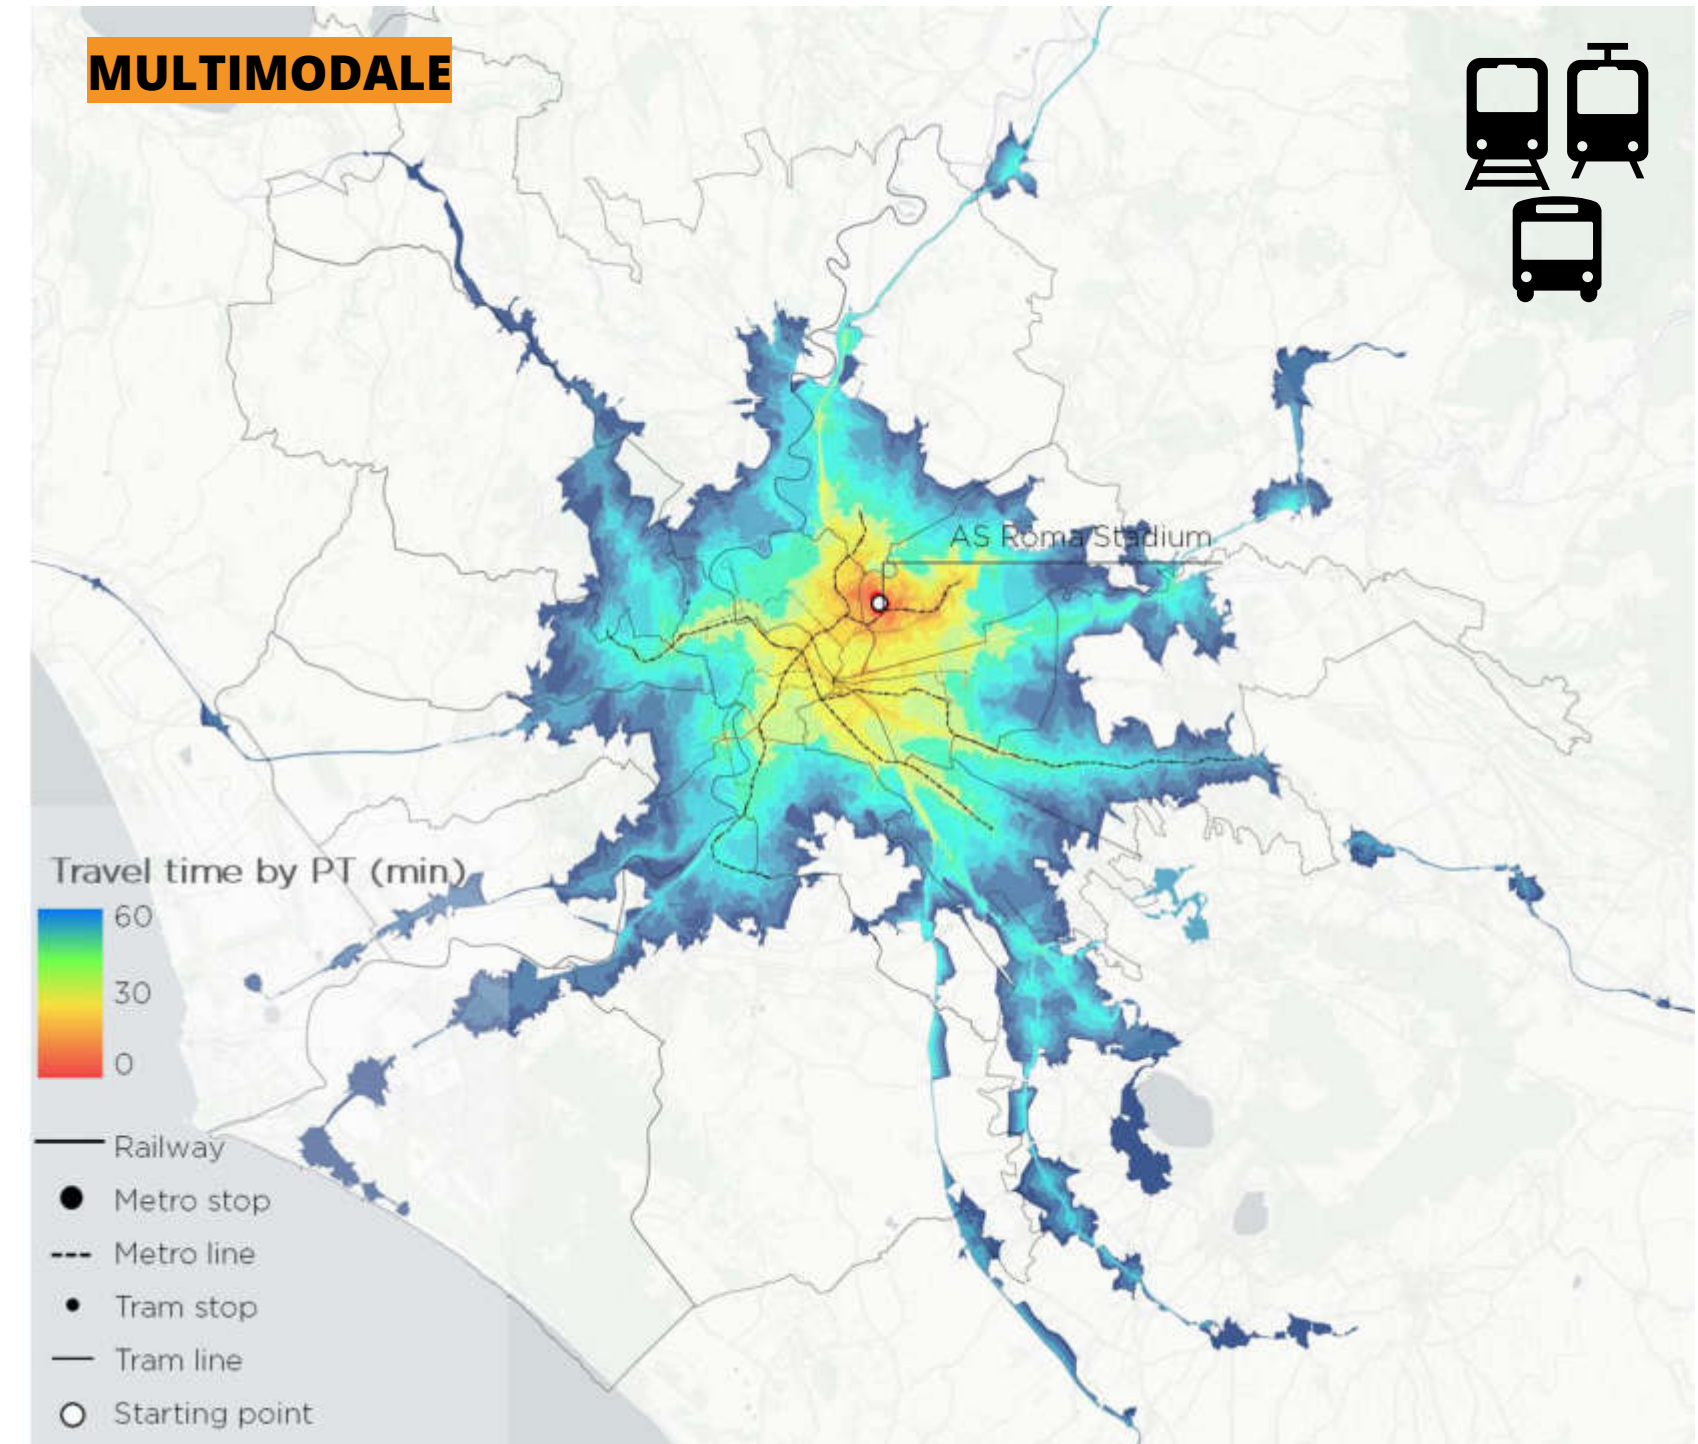 MULTIMODALE
AS Roma Stadium
Travel time by PT (min)
60
30
0
Railway
Metro stop
Metro line
Tram stop
Tram line
Starting point